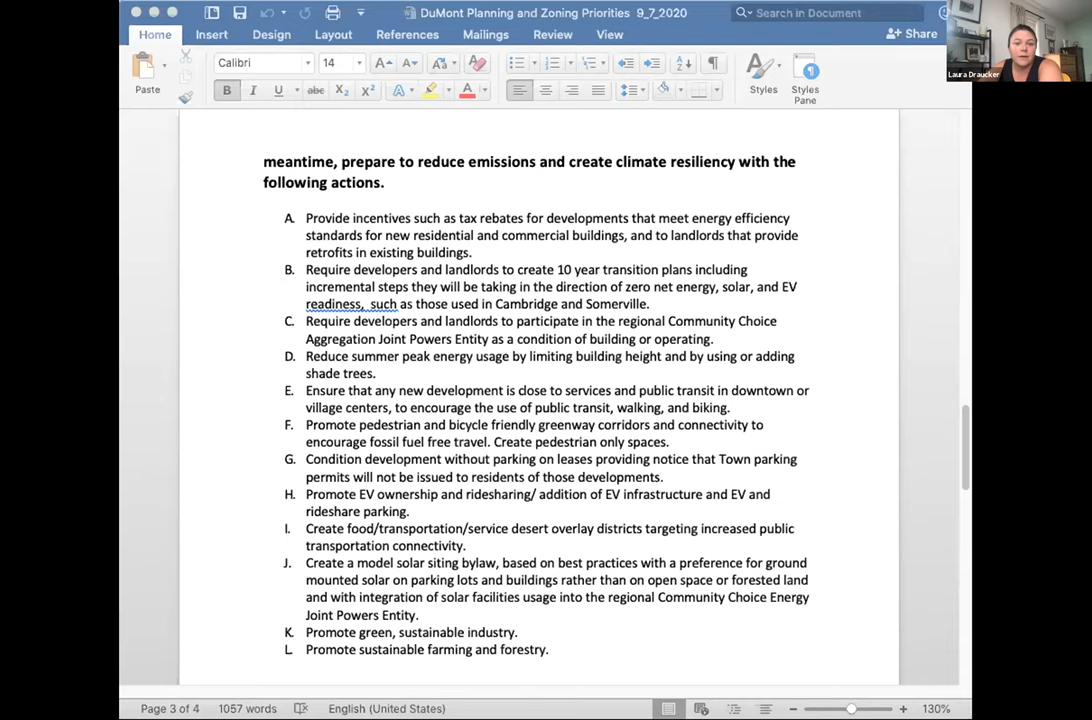 DuMont Planning and Zoning Priorities 9_7_2020
Search in Document
Home Insert Design Layout References Mailings Review View
Share
Laura Draucker
Paste
Calibri 14
B I U abc X2 X2 A A
Styles Styles Pane
meantime, prepare to reduce emissions and create climate resiliency with the
following actions.
A. Provide incentives such as tax rebates for developments that meet energy efficiency
standards for new residential and commercial buildings, and to landlords that provide
retrofits in existing buildings.
B. Require developers and landlords to create 10 year transition plans including
incremental steps they will be taking in the direction of zero net energy, solar, and EV
readiness, such as those used in Cambridge and Somerville.
C. Require developers and landlords to participate in the regional Community Choice
Aggregation Joint Powers Entity as a condition of building or operating.
D. Reduce summer peak energy usage by limiting building height and by using or adding
shade trees.
E. Ensure that any new development is close to services and public transit in downtown or
village centers, to encourage the use of public transit, walking, and biking.
F. Promote pedestrian and bicycle friendly greenway corridors and connectivity to
encourage fossil fuel free travel. Create pedestrian only spaces.
G. Condition development without parking on leases providing notice that Town parking
permits will not be issued to residents of those developments.
H. Promote EV ownership and ridesharing/ addition of EV infrastructure and EV and
rideshare parking.
I. Create food/transportation/service desert overlay districts targeting increased public
transportation connectivity.
J. Create a model solar siting bylaw, based on best practices with a preference for ground
mounted solar on parking lots and buildings rather than on open space or forested land
and with integration of solar facilities usage into the regional Community Choice Energy
Joint Powers Entity.
K. Promote green, sustainable industry.
L. Promote sustainable farming and forestry.
Page 3 of 4 1057 words English (United States) 130%